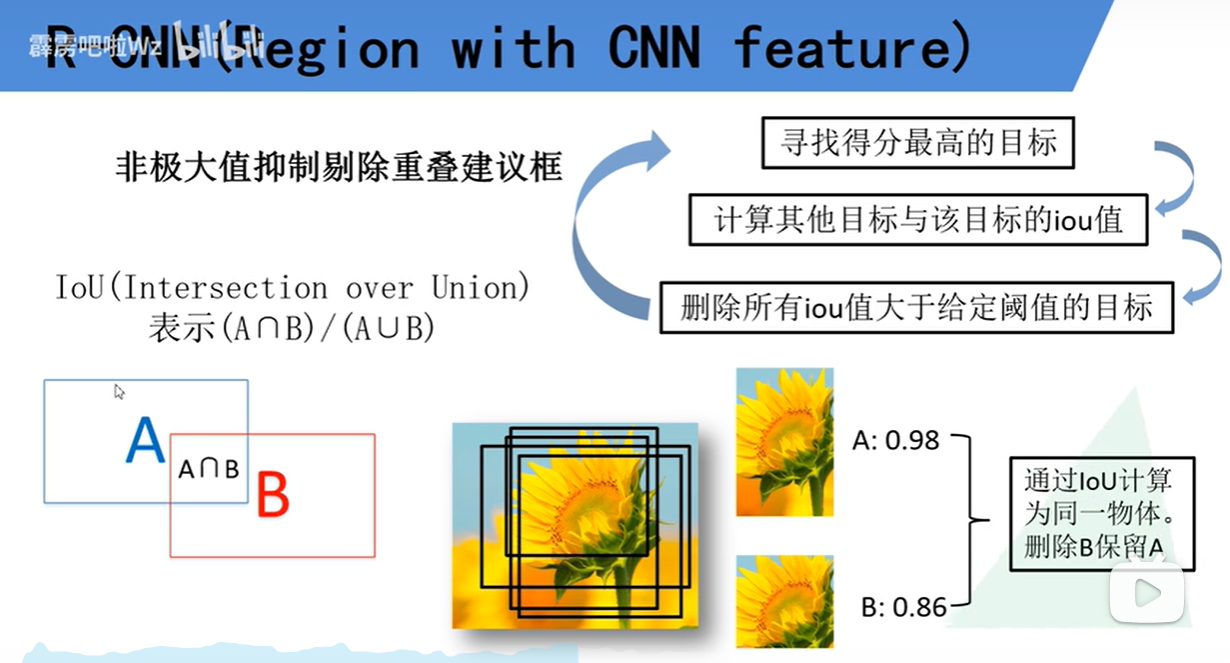 R-CNN(Region with CNN feature)
霹雳吧啦Wz bilibili
非极大值抑制剔除重叠建议框
寻找得分最高的目标
计算其他目标与该目标的iou值
删除所有iou值大于给定阈值的目标
IoU(Intersection over Union)
表示(A∩B)/(A∪B)
A
A∩B
B
A: 0.98
B: 0.86
通过IoU计算
为同一物体。
删除B保留A